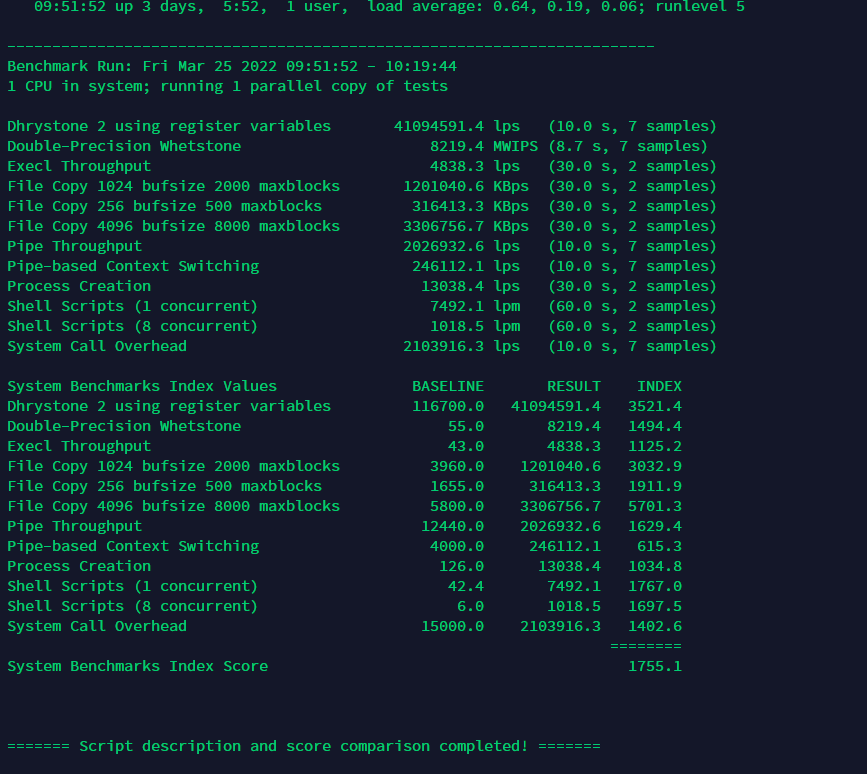 09:51:52 up 3 days,  5:52,  1 user,  load average: 0.64, 0.19, 0.06; runlevel 5
------------------------------------------------------------------------
Benchmark Run: Fri Mar 25 2022 09:51:52 - 10:19:44
1 CPU in system; running 1 parallel copy of tests
Dhrystone 2 using register variables       41094591.4 lps   (10.0 s, 7 samples)
Double-Precision Whetstone                     8219.4 MWIPS (8.7 s, 7 samples)
Execl Throughput                               4838.3 lps   (30.0 s, 2 samples)
File Copy 1024 bufsize 2000 maxblocks       1201040.6 KBps  (30.0 s, 2 samples)
File Copy 256 bufsize 500 maxblocks          316413.3 KBps  (30.0 s, 2 samples)
File Copy 4096 bufsize 8000 maxblocks       3306756.7 KBps  (30.0 s, 2 samples)
Pipe Throughput                             2026932.6 lps   (10.0 s, 7 samples)
Pipe-based Context Switching                 246112.1 lps   (10.0 s, 7 samples)
Process Creation                              13038.4 lps   (30.0 s, 2 samples)
Shell Scripts (1 concurrent)                   7492.1 lpm   (60.0 s, 2 samples)
Shell Scripts (8 concurrent)                   1018.5 lpm   (60.0 s, 2 samples)
System Call Overhead                        2103916.3 lps   (10.0 s, 7 samples)
System Benchmarks Index Values               BASELINE       RESULT    INDEX
Dhrystone 2 using register variables         116700.0   41094591.4   3521.4
Double-Precision Whetstone                       55.0       8219.4   1494.4
Execl Throughput                                 43.0       4838.3   1125.2
File Copy 1024 bufsize 2000 maxblocks          3960.0    1201040.6   3032.9
File Copy 256 bufsize 500 maxblocks            1655.0     316413.3   1911.9
File Copy 4096 bufsize 8000 maxblocks          5800.0    3306756.7   5701.3
Pipe Throughput                               12440.0    2026932.6   1629.4
Pipe-based Context Switching                   4000.0     246112.1    615.3
Process Creation                                126.0      13038.4   1034.8
Shell Scripts (1 concurrent)                     42.4       7492.1   1767.0
Shell Scripts (8 concurrent)                      6.0       1018.5   1697.5
System Call Overhead                          15000.0    2103916.3   1402.6
                                                                   ========
System Benchmarks Index Score                                        1755.1
======= Script description and score comparison completed! =======